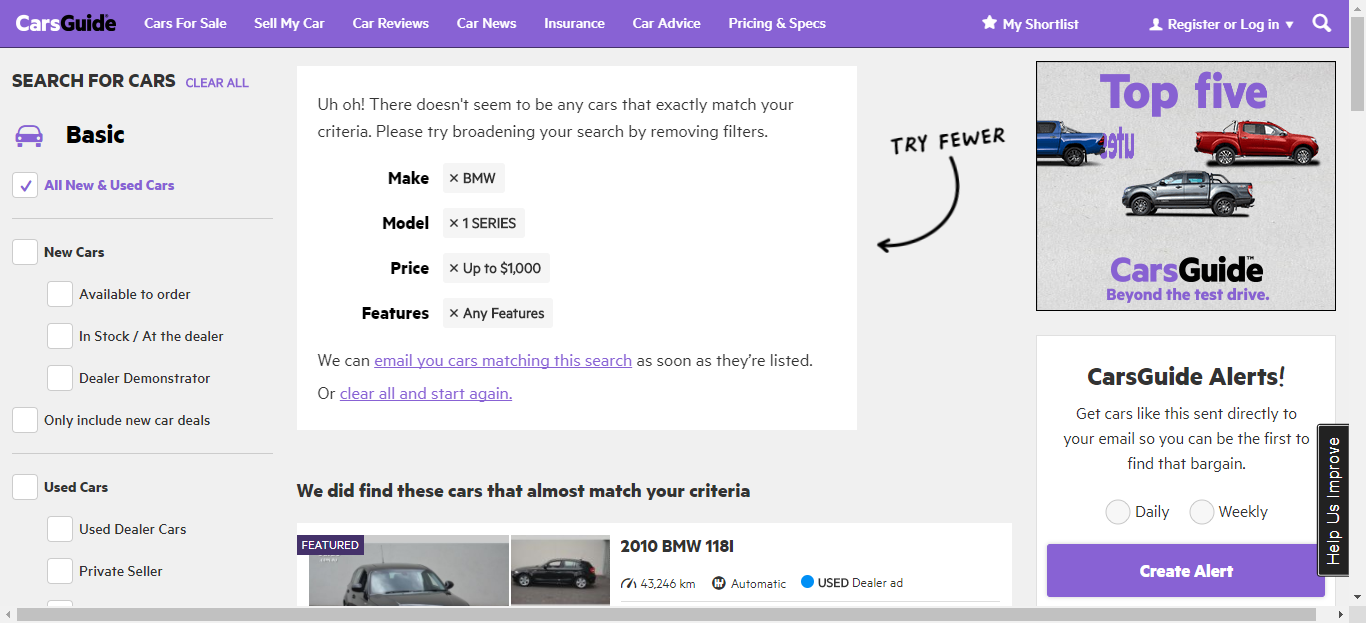 CarsGuide
Cars For Sale
Sell My Car
Car Reviews
Car News
Insurance
Car Advice
Pricing & Specs
My Shortlist
Register or Log in
SEARCH FOR CARS CLEAR ALL
Basic
All New & Used Cars
New Cars
Available to order
In Stock / At the dealer
Dealer Demonstrator
Only include new car deals
Used Cars
Used Dealer Cars
Private Seller
Uh oh! There doesn't seem to be any cars that exactly match your
criteria. Please try broadening your search by removing filters.
Make × BMW
Model × 1 SERIES
Price × Up to $1,000
Features × Any Features
We can email you cars matching this search as soon as they’re listed.
Or clear all and start again.
TRY FEWER
We did find these cars that almost match your criteria
FEATURED
2010 BMW 118I
43,246 km
Automatic
USED Dealer ad
Top five
CarsGuide™
Beyond the test drive.
CarsGuide Alerts!
Get cars like this sent directly to
your email so you can be the first to
find that bargain.
Daily
Weekly
Create Alert
Help Us Improve